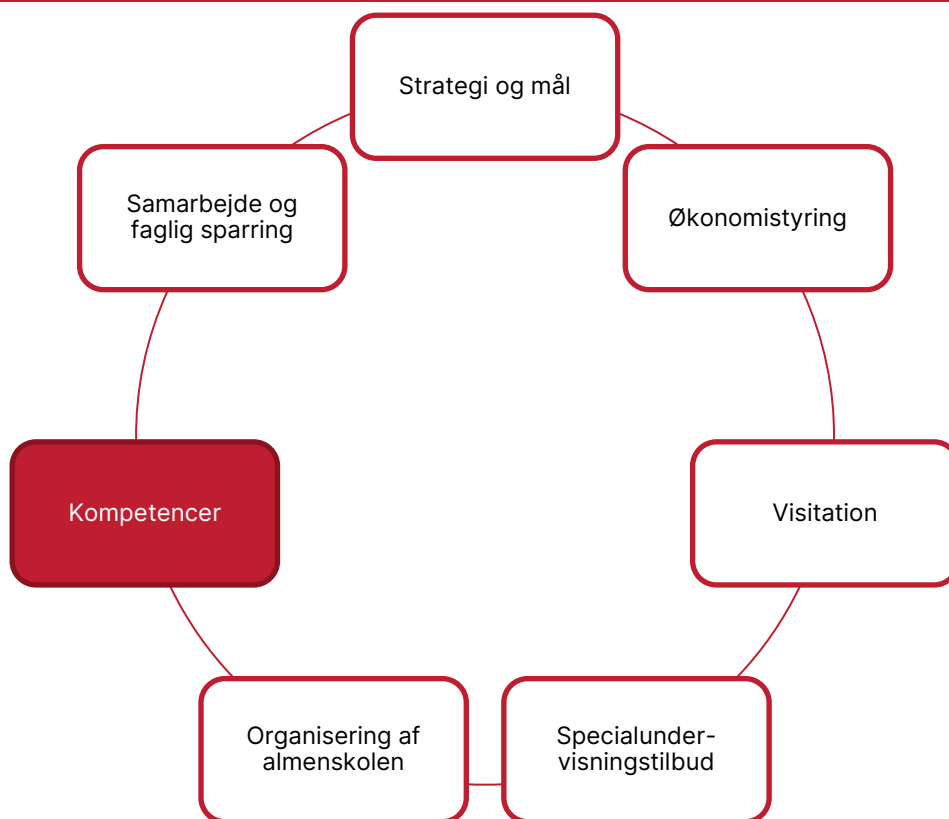 Strategi og mål
Økonomistyring
Visitation
Specialunder-
visningstilbud
Organisering af
almenskolen
Kompetencer
Samarbejde og
faglig sparring